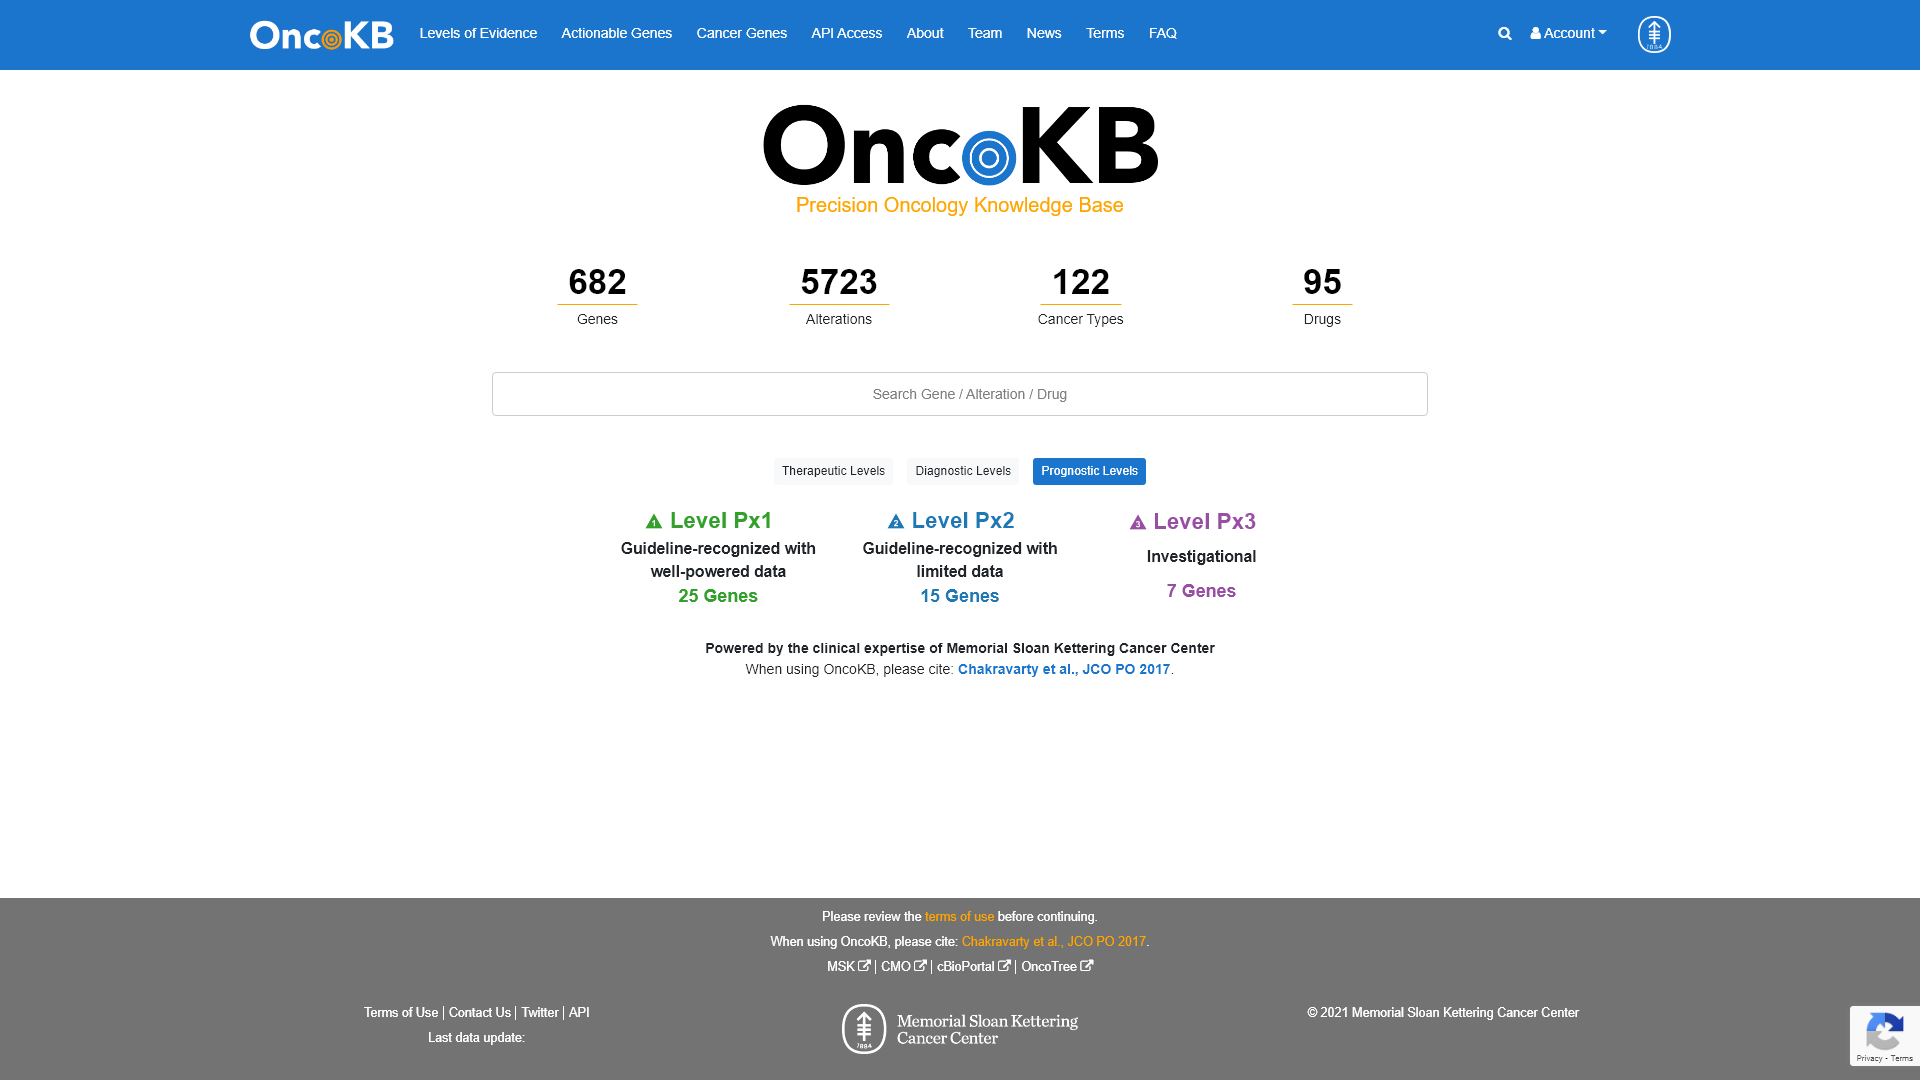 OncoKB Levels of Evidence Actionable Genes Cancer Genes API Access About Team News Terms FAQ Account
1884
OncoKB
Precision Oncology Knowledge Base
682 5723 122 95
Genes Alterations Cancer Types Drugs
Search Gene / Alteration / Drug
Therapeutic Levels Diagnostic Levels Prognostic Levels
1 Level Px1
Guideline-recognized with
well-powered data
25 Genes
2 Level Px2
Guideline-recognized with
limited data
15 Genes
3 Level Px3
Investigational
7 Genes
Powered by the clinical expertise of Memorial Sloan Kettering Cancer Center
When using OncoKB, please cite: Chakravarty et al., JCO PO 2017.
Please review the terms of use before continuing.
When using OncoKB, please cite: Chakravarty et al., JCO PO 2017.
MSK | CMO | cBioPortal | OncoTree
Terms of Use | Contact Us | Twitter | API
Last data update:
1884
Memorial Sloan Kettering
Cancer Center
© 2021 Memorial Sloan Kettering Cancer Center
Privacy - Terms